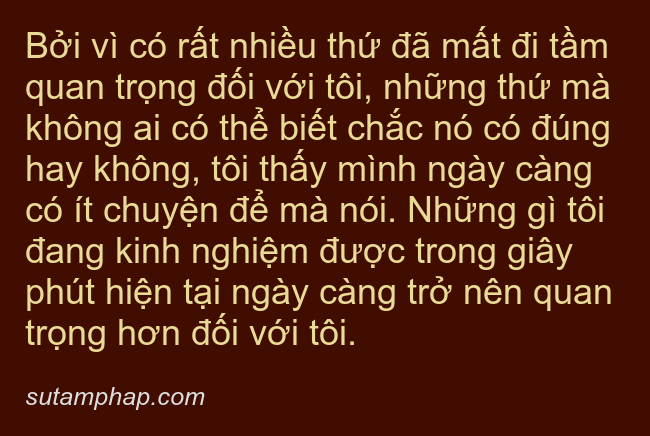 Bởi vì có rất nhiều thứ đã mất đi tầm
quan trọng đối với tôi, những thứ mà
không ai có thể biết chắc nó có đúng
hay không, tôi thấy mình ngày càng
có ít chuyện để mà nói. Những gì tôi
đang kinh nghiệm được trong giây
phút hiện tại ngày càng trở nên quan
trọng hơn đối với tôi.
sutamphap.com